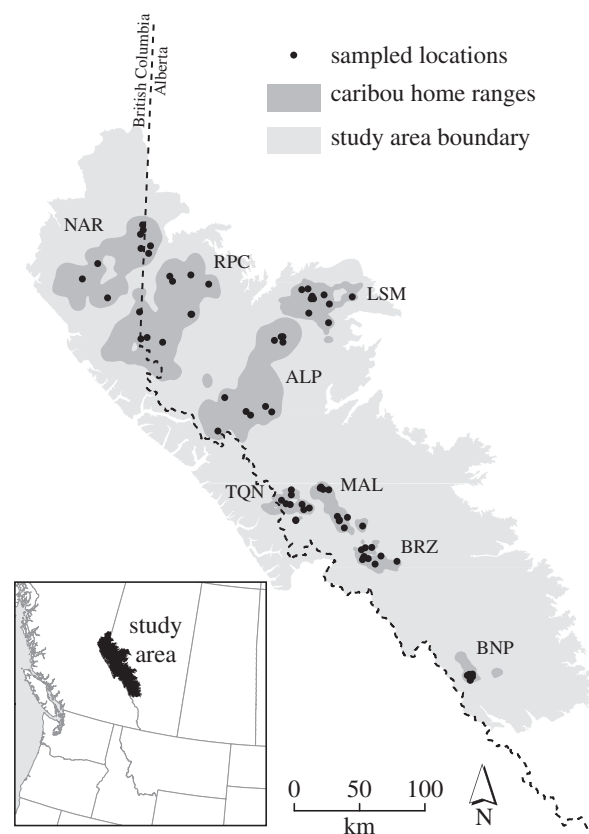 British Columbia
Alberta
sampled locations
caribou home ranges
study area boundary
NAR
RPC
LSM
ALP
TQN
MAL
BRZ
BNP
study
area
0 50 100
km
N